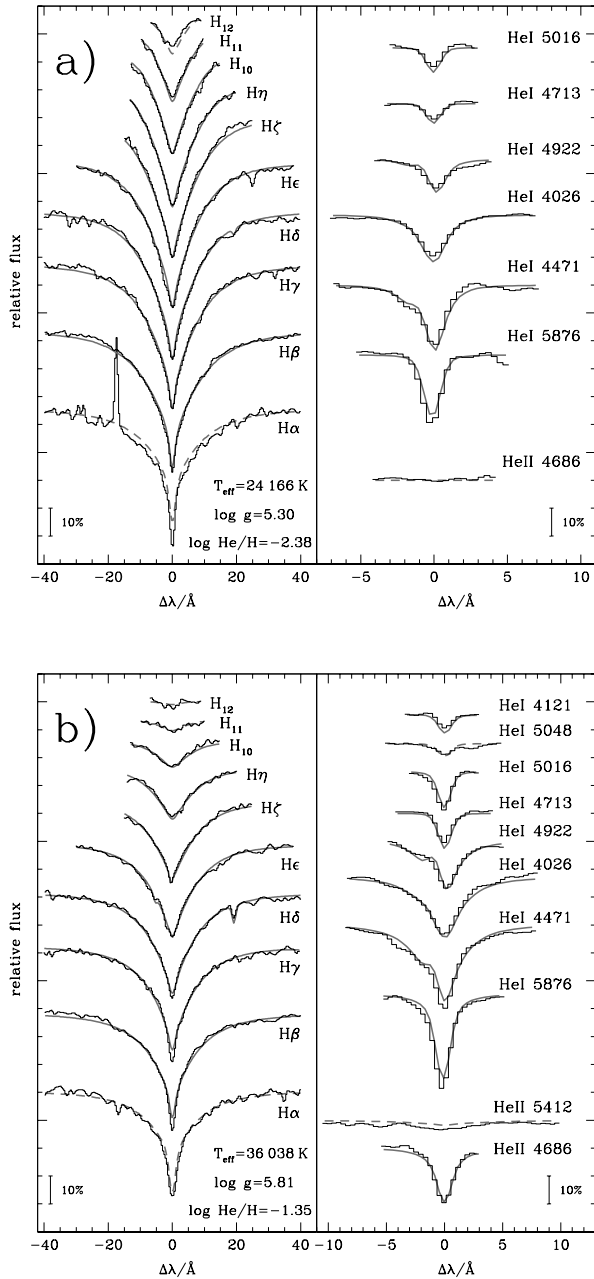 a)
relative flux
H12
H11
H10
Hη
Hζ
Hϵ
Hδ
Hγ
Hβ
Hα
Teff=24 166 K
log g=5.30
log He/H=−2.38
10%
−40 −20 0 20 40
Δλ/Å
HeI 5016
HeI 4713
HeI 4922
HeI 4026
HeI 4471
HeI 5876
HeII 4686
10%
−5 0 5 10
Δλ/Å
b)
relative flux
H12
H11
H10
Hη
Hζ
Hϵ
Hδ
Hγ
Hβ
Hα
Teff=36 038 K
log g=5.81
log He/H=−1.35
10%
−40 −20 0 20 40
Δλ/Å
HeI 4121
HeI 5048
HeI 5016
HeI 4713
HeI 4922
HeI 4026
HeI 4471
HeI 5876
HeII 5412
HeII 4686
10%
−10 −5 0 5 10
Δλ/Å